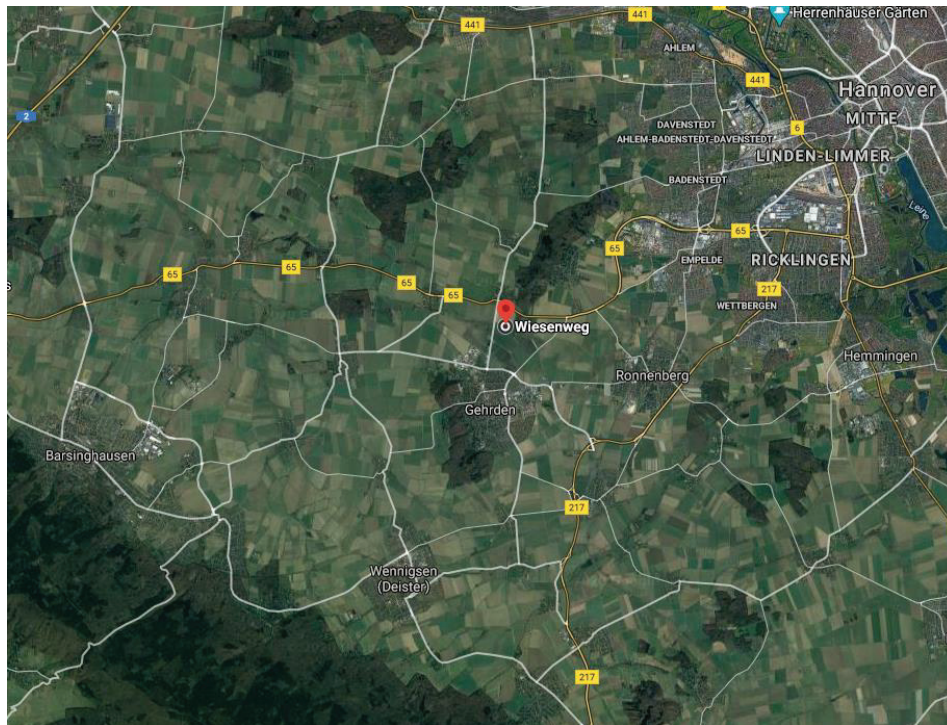 441
441
Herrenhäuser Gärten
AHLEM
441
Hannover
2
MITTE
DAVENSTEDT
6
AHLEM-BADENSTEDT-DAVENSTEDT
LINDEN-LIMMER
BADENSTEDT
Leine
65
65
EMPELDE
RICKLINGEN
65
65
65
65
217
s
WETTBERGEN
Wiesenweg
Hemmingen
Ronnenberg
Gehrden
Barsinghausen
217
Wennigsen
(Deister)
217